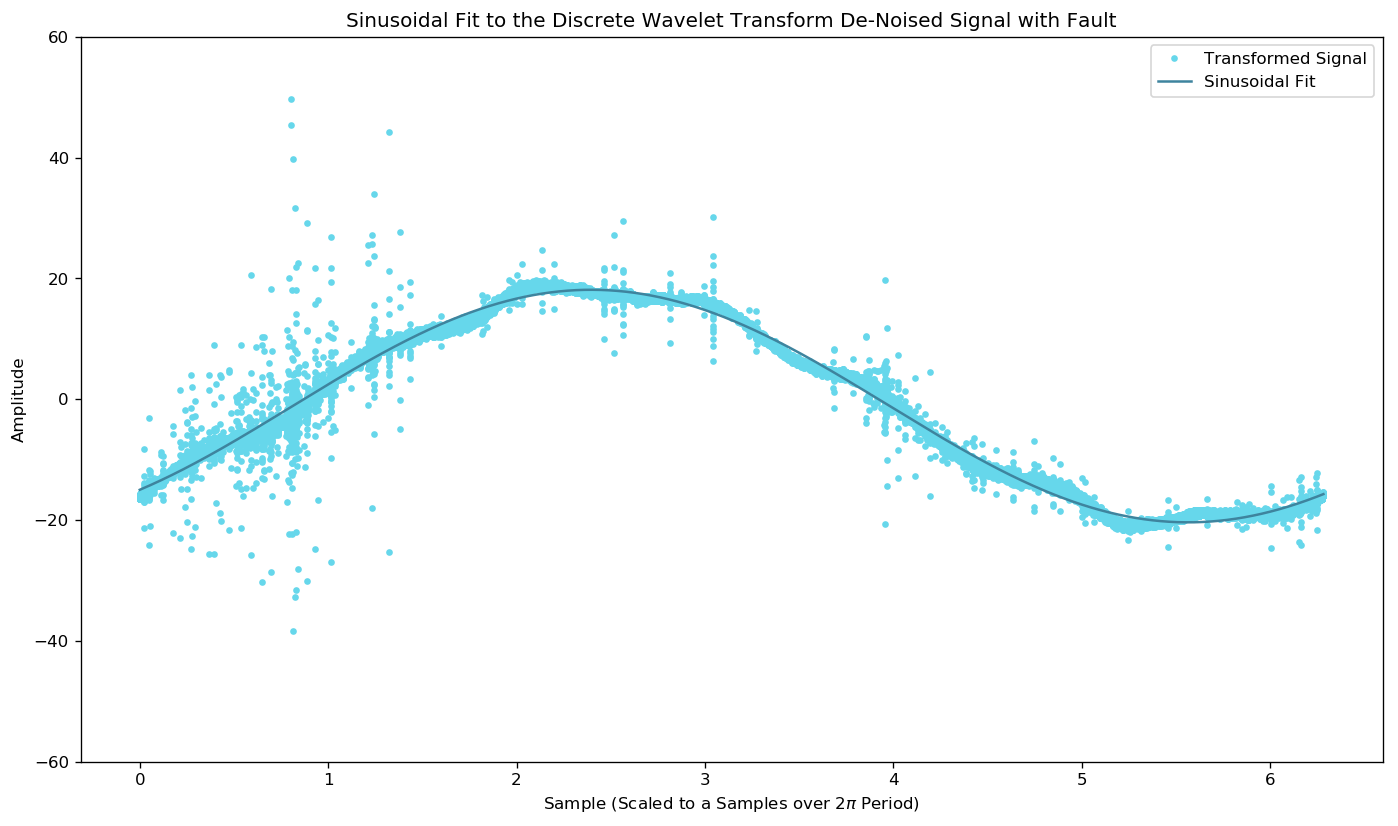 Sinusoidal Fit to the Discrete Wavelet Transform De-Noised Signal with Fault
Transformed Signal
Sinusoidal Fit
Amplitude
60
40
20
0
−20
−40
−60
0 1 2 3 4 5 6
Sample (Scaled to a Samples over 2π Period)